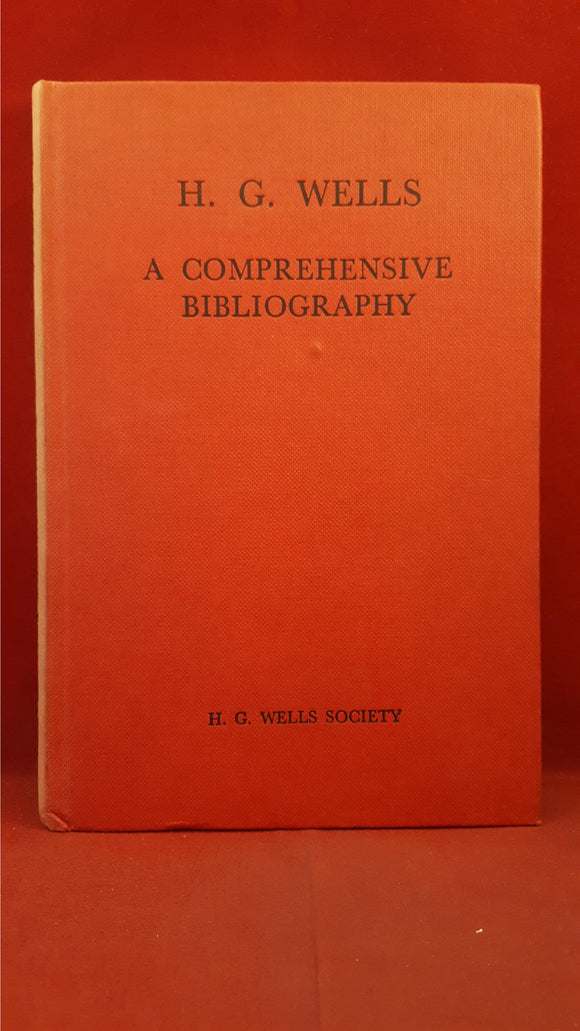 H. G. WELLS
A COMPREHENSIVE
BIBLIOGRAPHY
H. G. WELLS SOCIETY